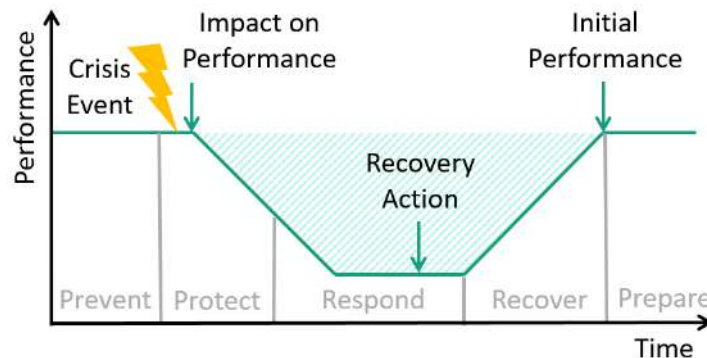 Impact on
Performance
Initial
Performance
Crisis
Event
Performance
Recovery
Action
Prevent
Protect
Respond
Recover
Prepare
Time